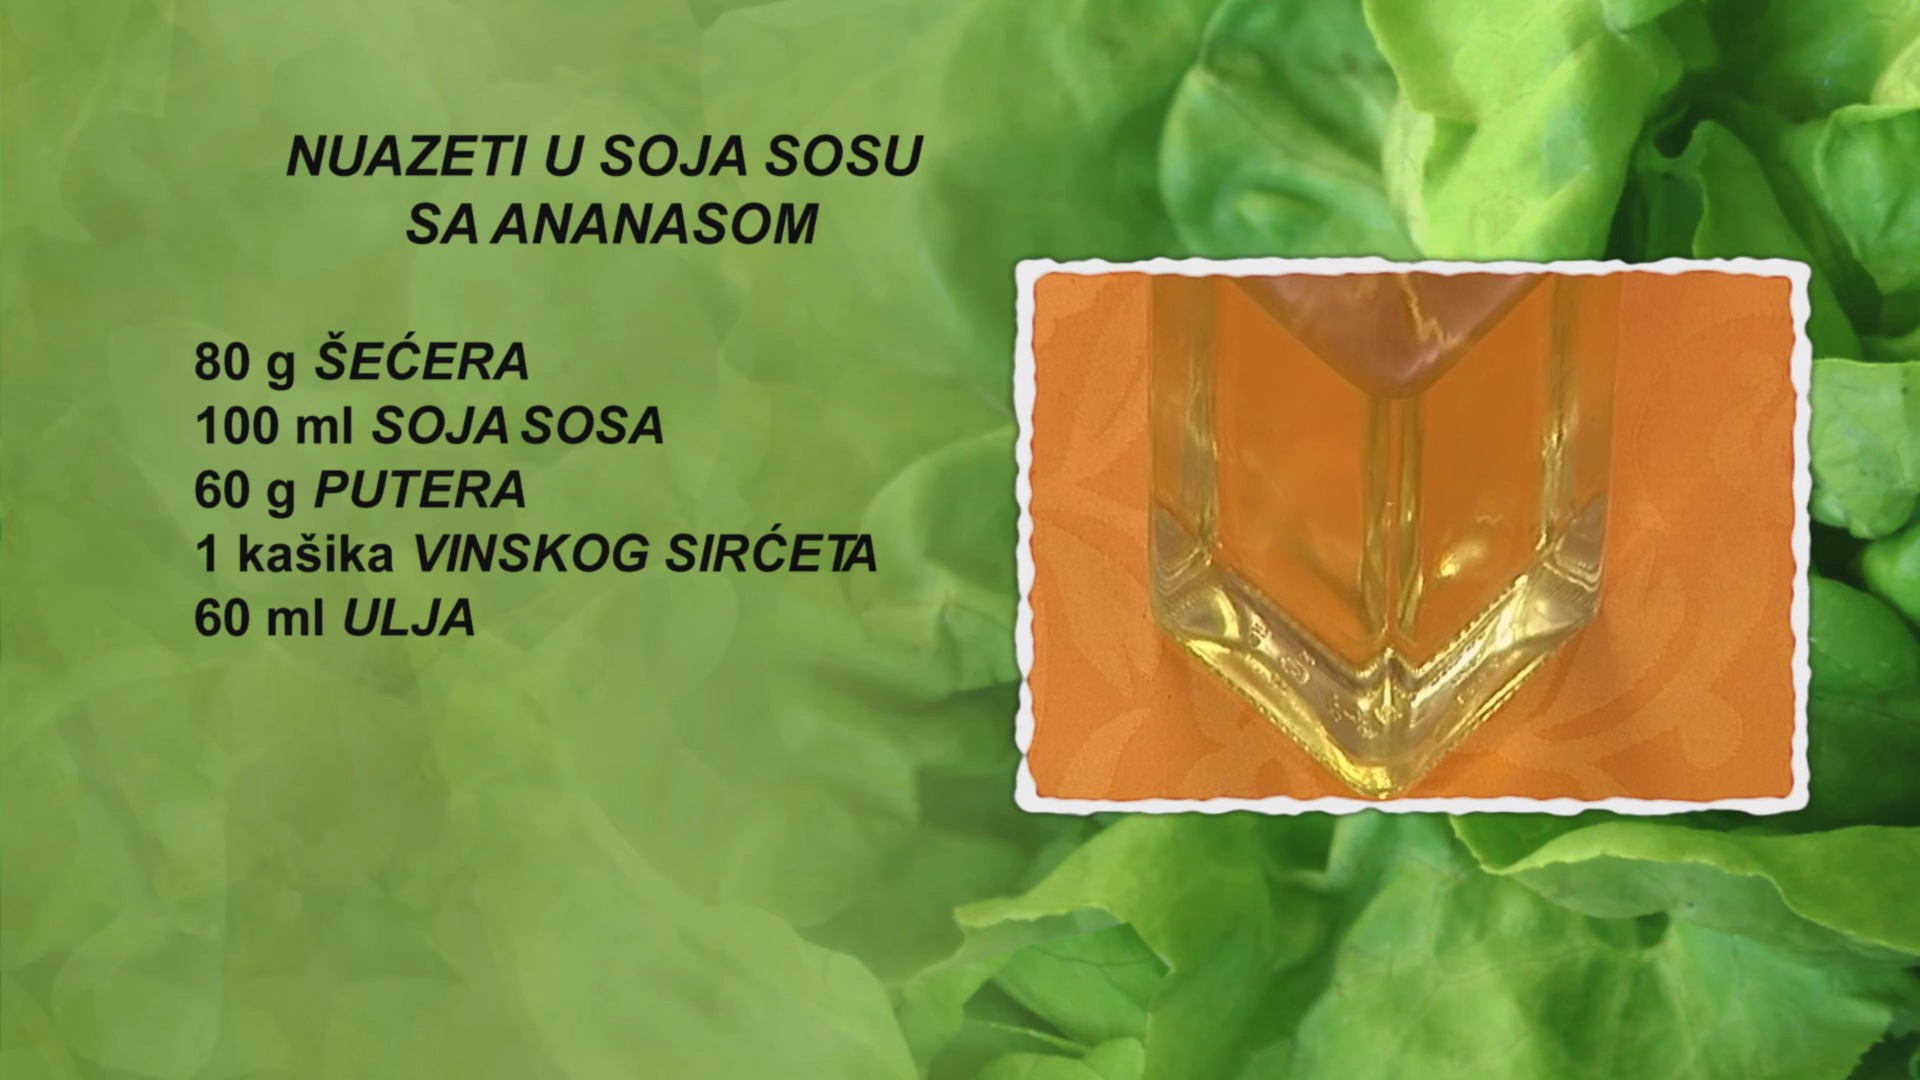 NUAZETI U SOJA SOSU
SA ANANASOM
80 g ŠEĆERA
100 ml SOJA SOSA
60 g PUTERA
1 kašika VINSKOG SIRĆETA
60 ml ULJA